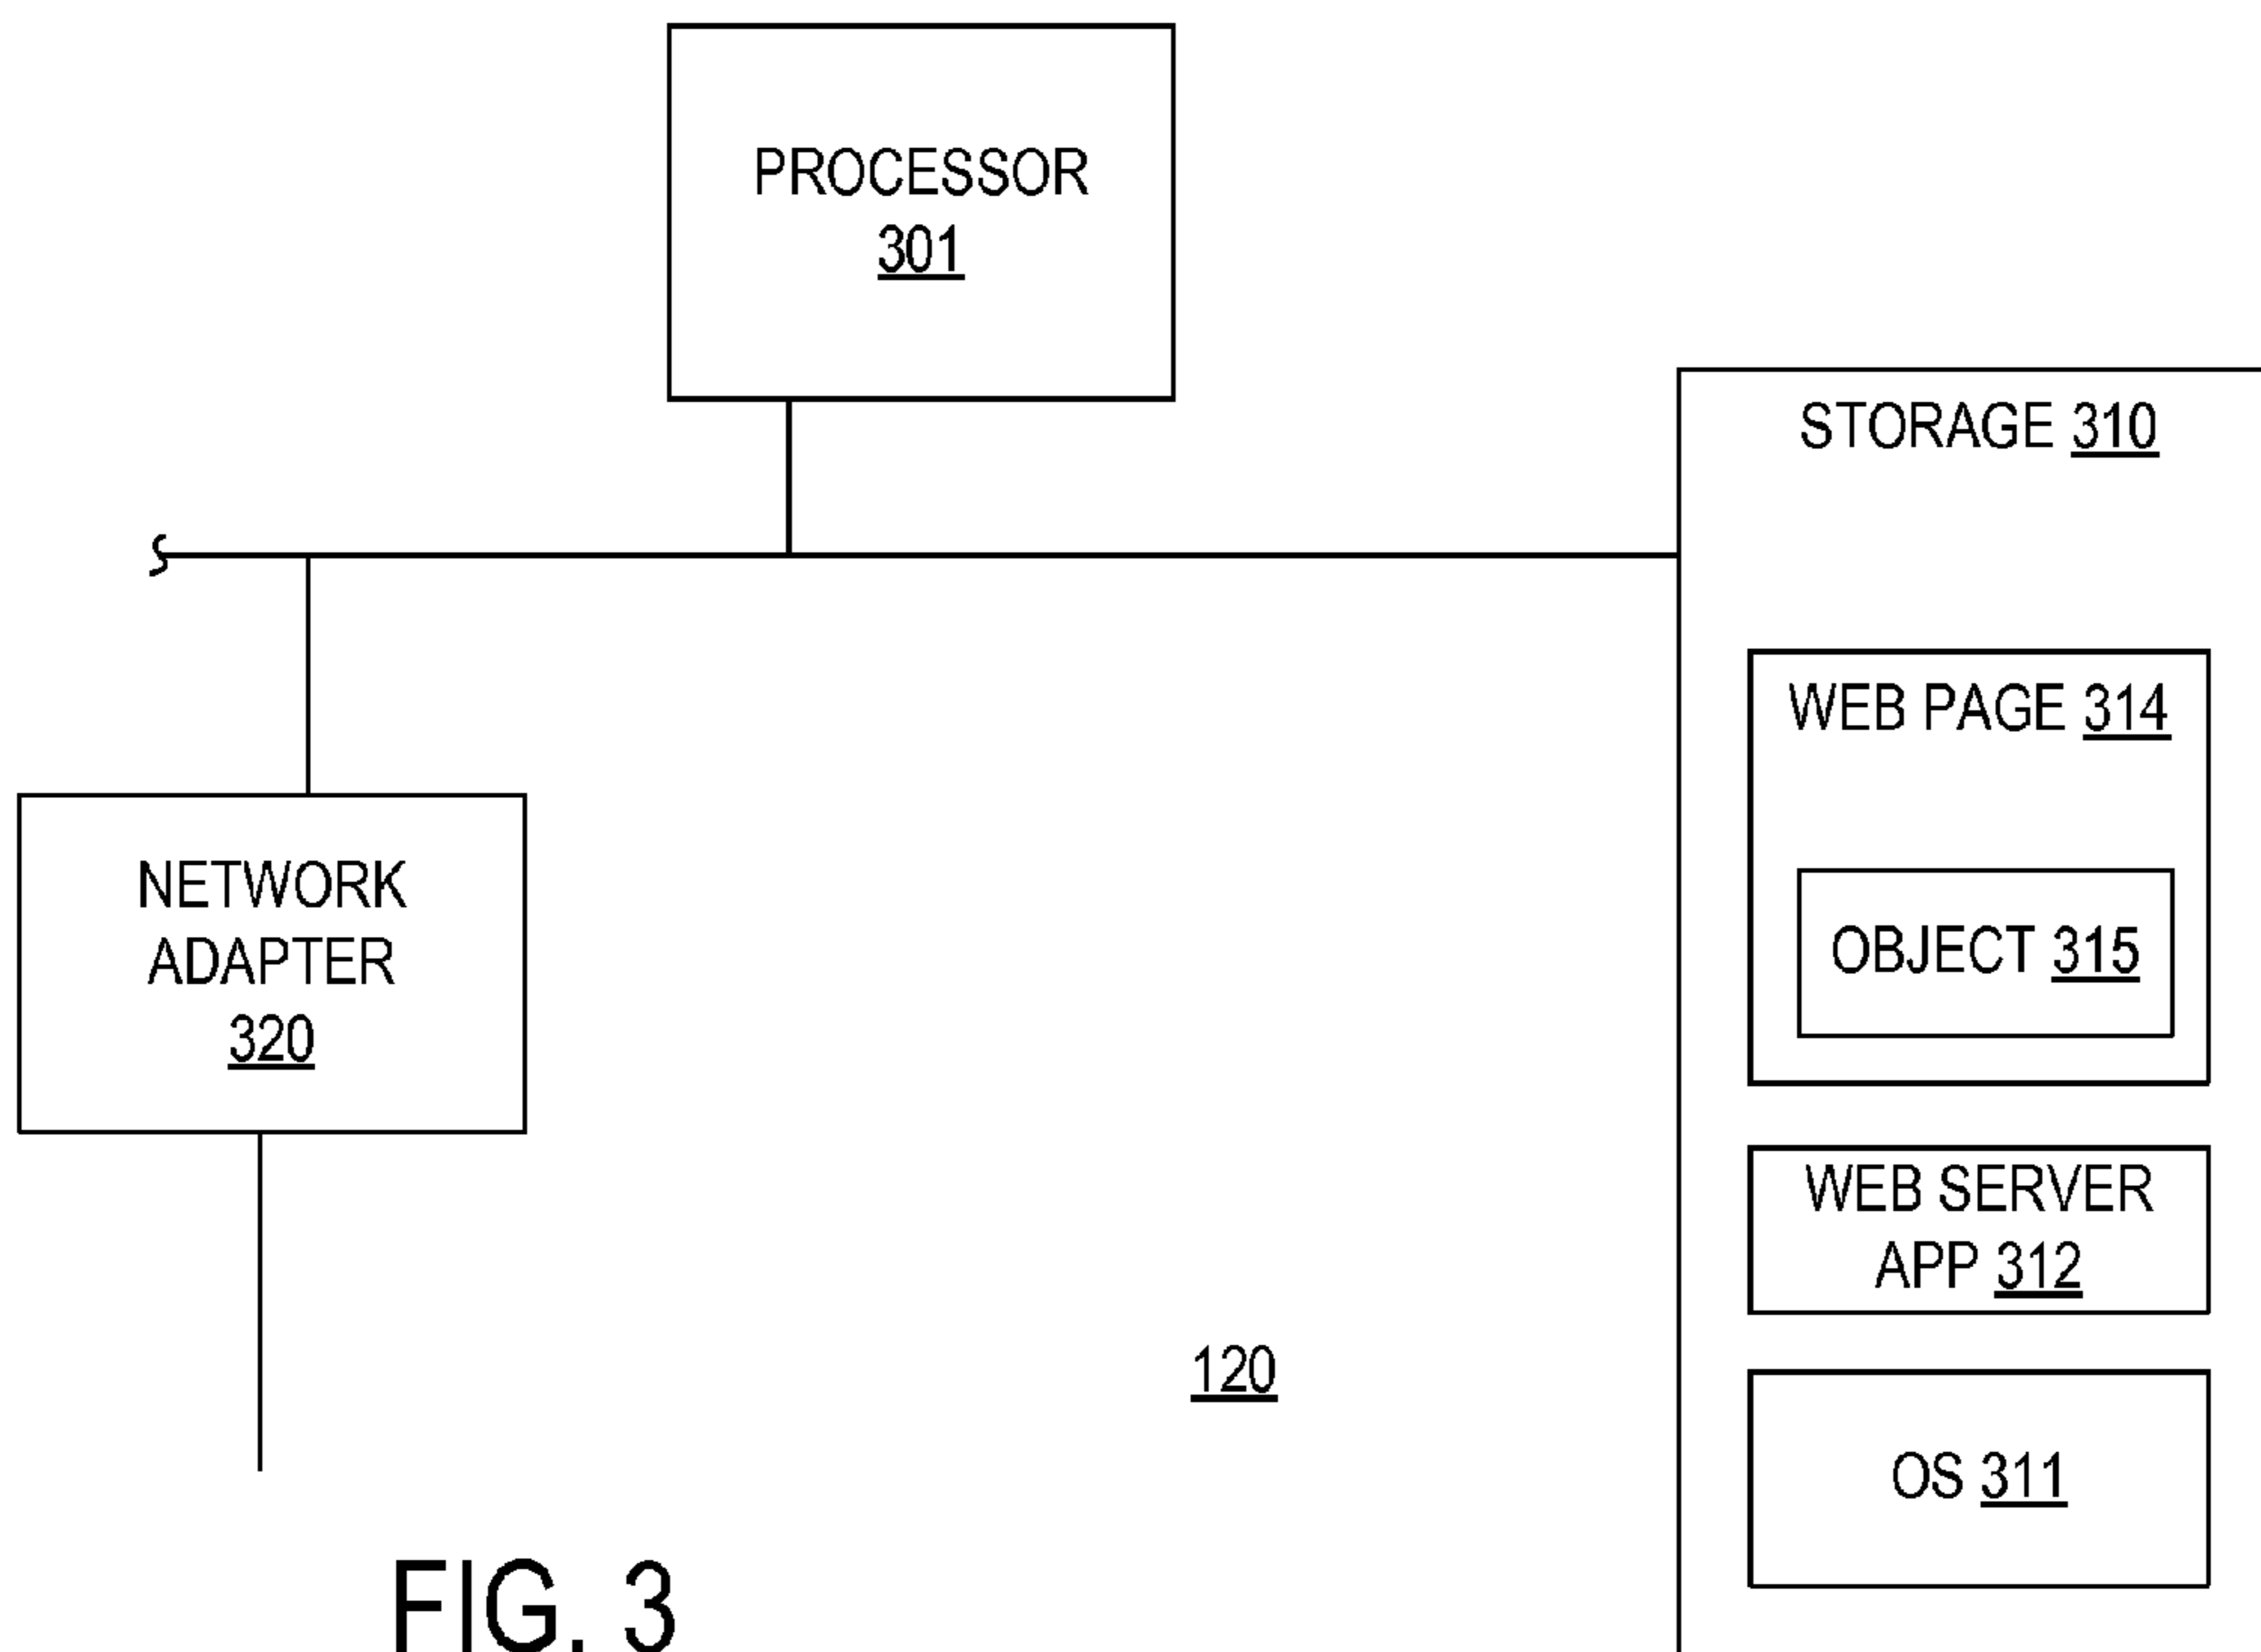 PROCESSOR
301
STORAGE 310
WEB PAGE 314
OBJECT 315
NETWORK
ADAPTER
320
WEB SERVER
APP 312
120
OS 311
FIG. 3